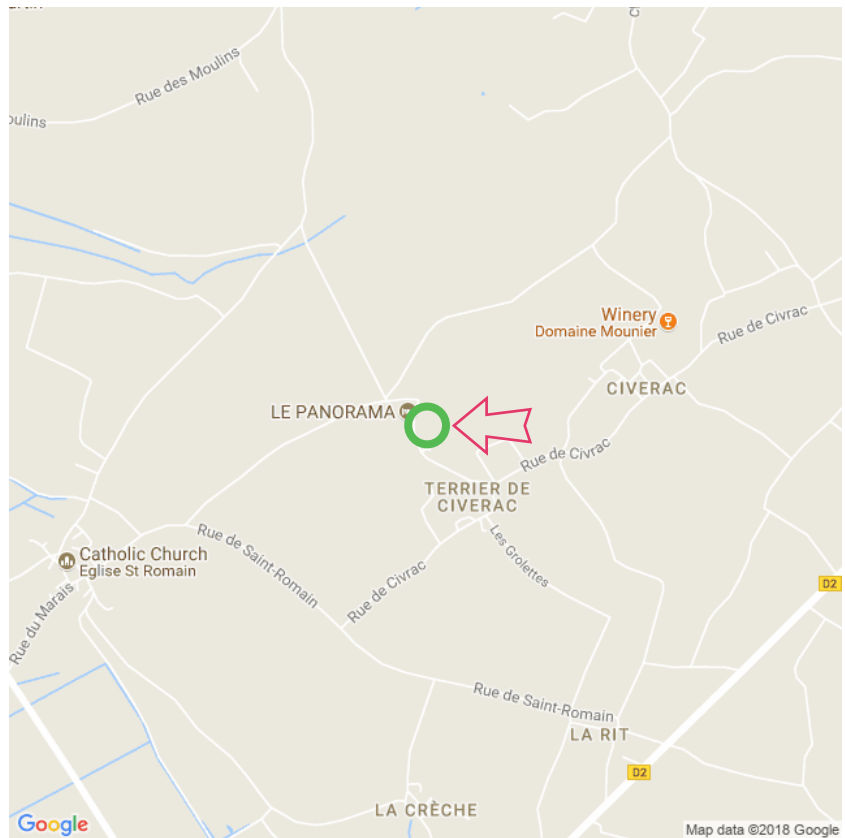 Rue des Moulins
oulins
Winery
Domaine Mounier
Rue de Civrac
CIVERAC
LE PANORAMA
Rue de Civrac
TERRIER DE
CIVERAC
Les Grolettes
Catholic Church
Eglise St Romain
Rue de Saint-Romain
Rue de Civrac
D2
Rue du Marais
Rue de Saint-Romain
LA RIT
D2
LA CRÈCHE
Google
Map data ©2018 Google